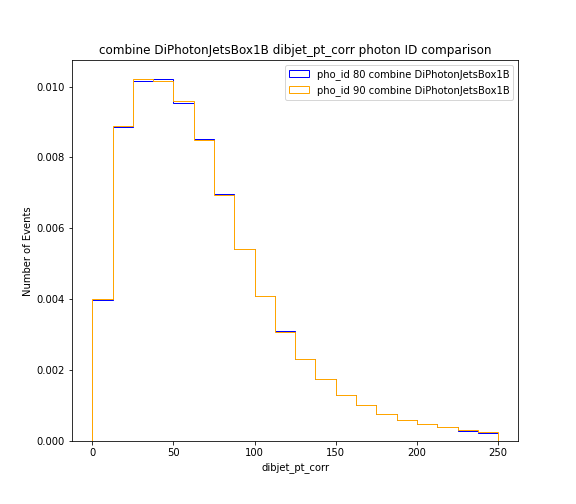 combine DiPhotonJetsBox1B dibjet_pt_corr photon ID comparison
pho_id 80 combine DiPhotonJetsBox1B
pho_id 90 combine DiPhotonJetsBox1B
0.010
0.008
0.006
0.004
0.002
0.000
Number of Events
0 50 100 150 200 250
dibjet_pt_corr